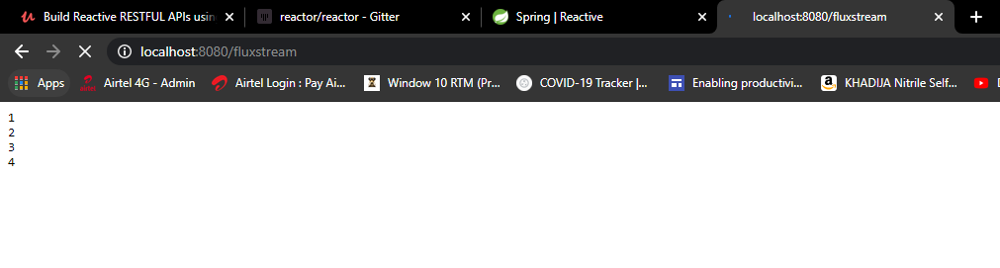 Build Reactive RESTFUL APIs usin
reactor/reactor - Gitter
Spring | Reactive
localhost:8080/fluxstream
localhost:8080/fluxstream
Apps
Airtel 4G - Admin
Airtel Login : Pay Ai...
Window 10 RTM (Pr...
COVID-19 Tracker |...
Enabling productivi...
KHADIJA Nitrile Self...
1
2
3
4